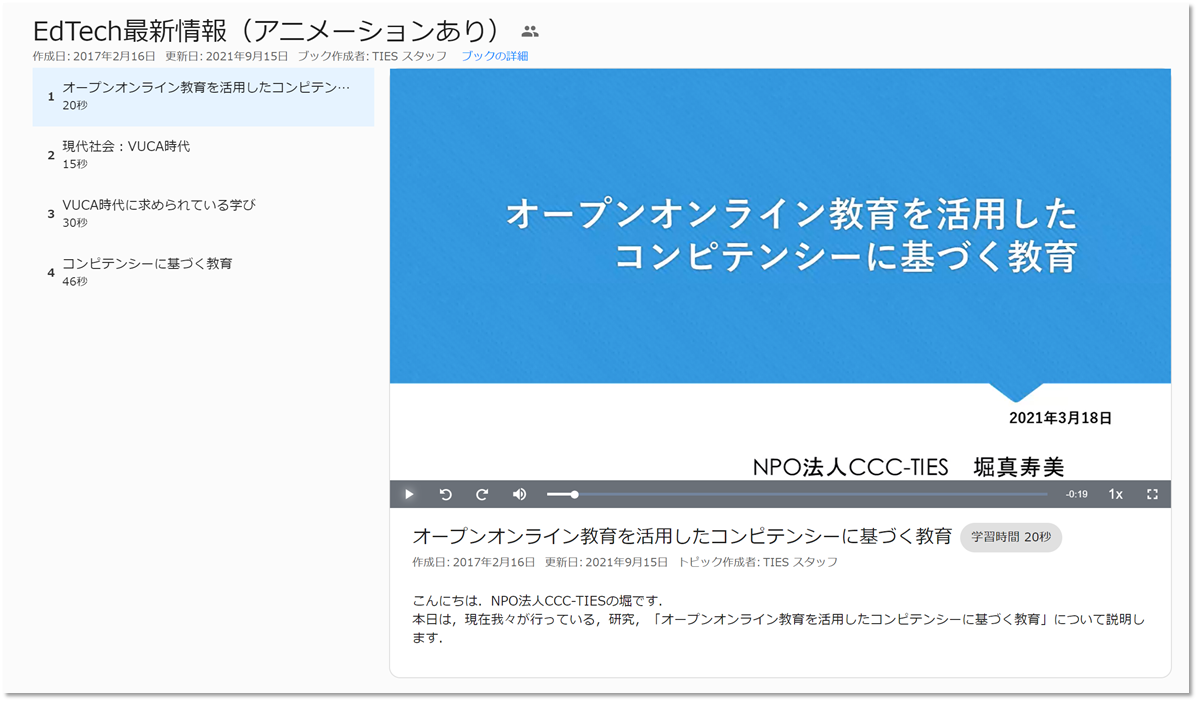 EdTech最新情報（アニメーションあり）
作成日: 2017年2月16日 更新日: 2021年9月15日 ブック作成者: TIES スタッフ ブックの詳細
1 オープンオンライン教育を活用したコンピテン…
20秒
2 現代社会：VUCA時代
15秒
3 VUCA時代に求められている学び
30秒
4 コンピテンシーに基づく教育
46秒
オープンオンライン教育を活用した
コンピテンシーに基づく教育
2021年3月18日
NPO法人CCC-TIES 堀真寿美
-0:19 1x
オープンオンライン教育を活用したコンピテンシーに基づく教育 学習時間 20秒
作成日: 2017年2月16日 更新日: 2021年9月15日 トピック作成者: TIES スタッフ
こんにちは．NPO法人CCC-TIESの堀です．
本日は，現在我々が行っている，研究，「オープンオンライン教育を活用したコンピテンシーに基づく教育」について説明し
ます．